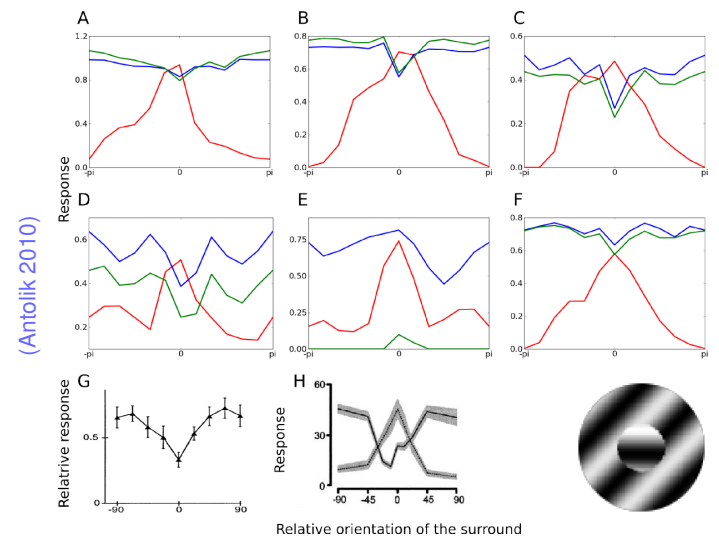 A
B
C
1.2
0.8
0.4
0.0
-pi
0
pi
0.8
0.6
0.4
0.2
0.0
-pi
0
pi
0.6
0.4
0.2
0.0
-pi
0
pi
Response
D
E
F
0.6
0.4
0.2
-pi
0
pi
0.75
0.50
0.25
0.00
-pi
0
pi
0.8
0.6
0.4
0.2
0.0
-pi
0
pi
(Antolik 2010)
G
H
Relatrive response
0.5
0
-90
0
90
Response
60
30
0
-90
-45
0
45
90
Relative orientation of the surround